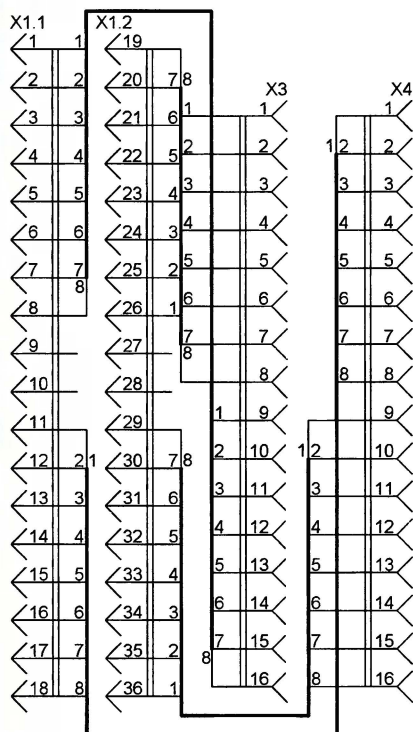 X1.1 X1.2
1 1 19
2 2 20 7 8
X3 X4
1 1 1
3 3 21 6
2 2 1 2 2
4 4 22 5
3 3 3 3
5 5 23 4
4 4 4 4
6 6 24 3
5 5 5 5
7 7 25 2
8
6 6 6 6
8 26 1
7 7 7 7
9 27 8
8 8 8
10 28
1 9 9
11 29
2 10 1 2 10
12 2 1 30 7 8
3 11 3 11
13 3 31 6
4 12 4 12
14 4 32 5
5 13 5 13
15 5 33 4
6 14 6 14
16 6 34 3
7 15 7 15
17 7 35 2 8
8 16 8 16
18 8 36 1